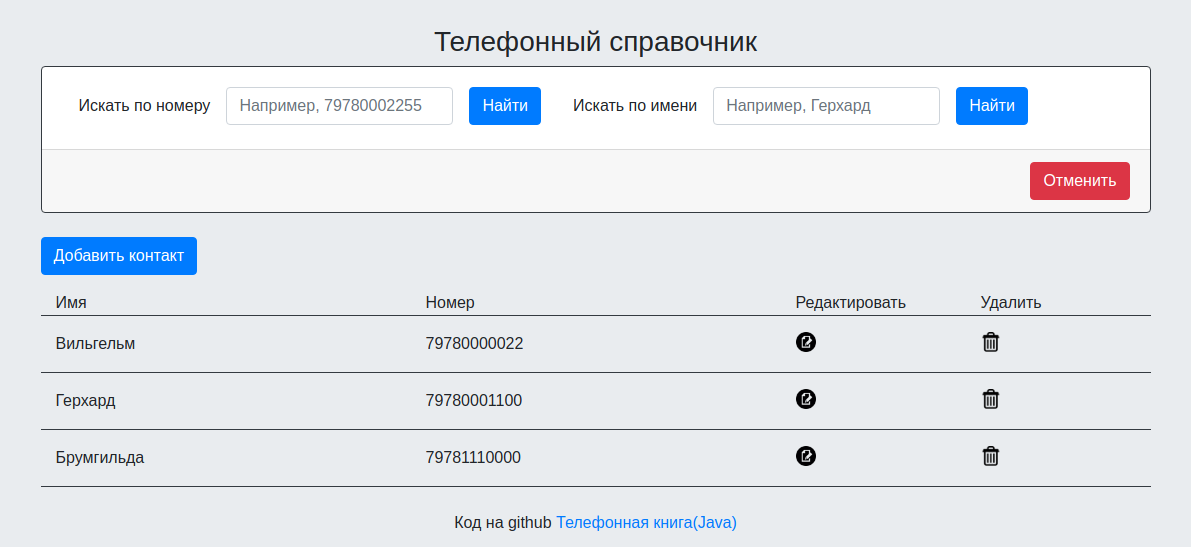 Телефонный справочник
Искать по номеру Например, 79780002255 Найти Искать по имени Например, Герхард Найти
Отменить
Добавить контакт
Имя Номер Редактировать Удалить
Вильгельм 79780000022
Герхард 79780001100
Брумгильда 79781110000
Код на github Телефонная книга(Java)